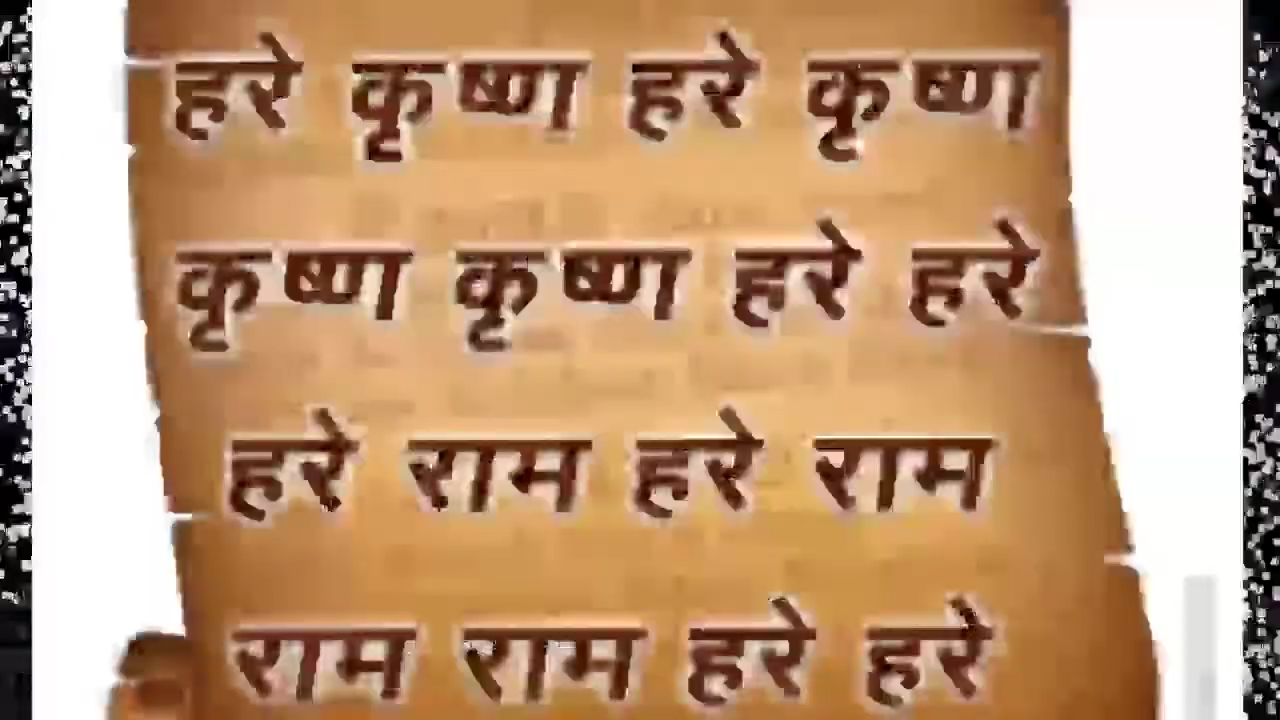 हरे कृष्ण हरे कृष्ण
कृष्ण कृष्ण हरे हरे
हरे राम हरे राम
राम राम हरे हरे